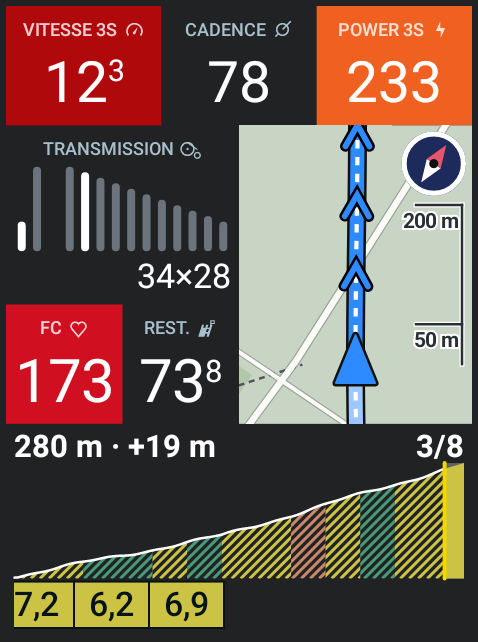 VITESSE 3S
12³
CADENCE
78
POWER 3S
233
TRANSMISSION
34×28
200 m
50 m
FC
173
REST.
73⁸
280 m · +19 m
3/8
7,2
6,2
6,9